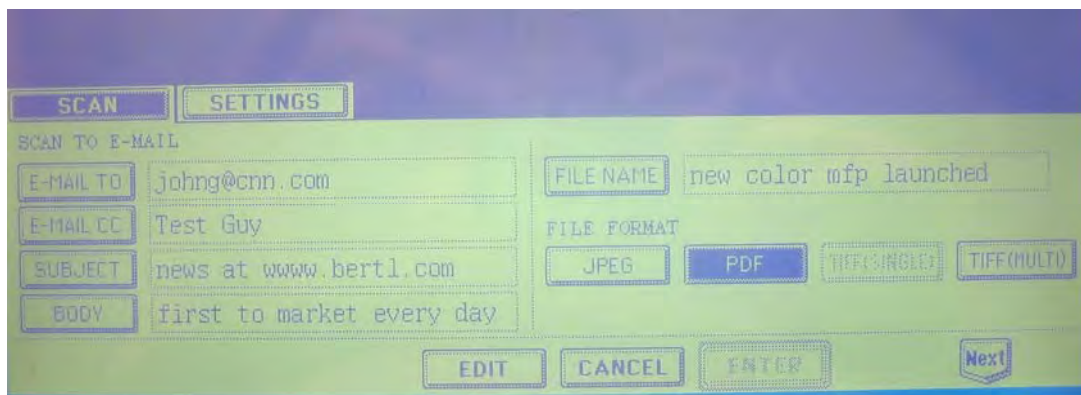 SCAN SETTINGS
SCAN TO E-MAIL
E-MAIL TO johng@cnn.com
E-MAIL CC Test Guy
SUBJECT news at wwww.bertl.com
BODY first to market every day
FILE NAME new color mfp launched
FILE FORMAT
JPEG PDF TIFF(SINGLE) TIFF(MULTI)
EDIT CANCEL ENTER Next